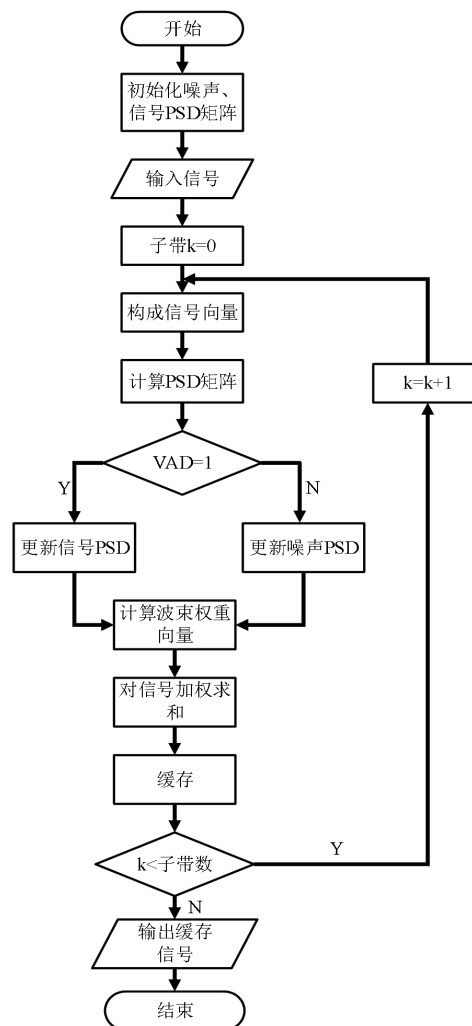 开始
初始化噪声、
信号PSD矩阵
输入信号
子带k=0
构成信号向量
计算PSD矩阵
k=k+1
VAD=1
Y
N
更新信号PSD
更新噪声PSD
计算波束权重
向量
对信号加权求
和
缓存
k<子带数
Y
N
输出缓存
信号
结束